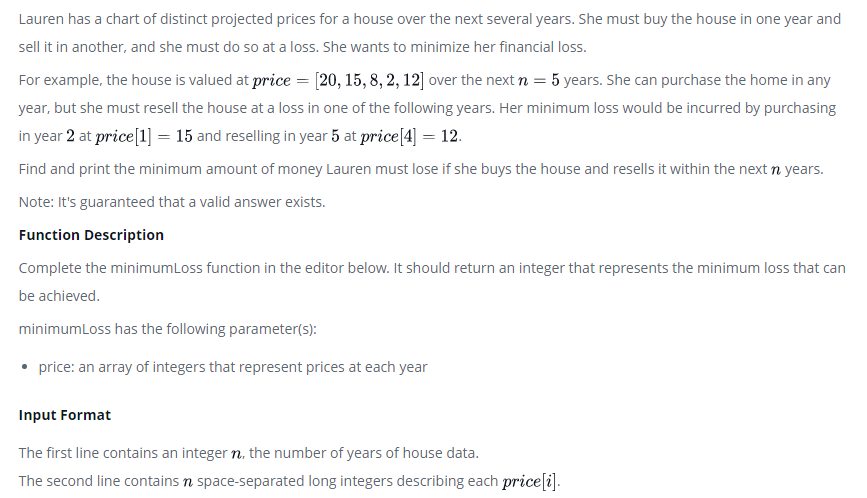 Lauren has a chart of distinct projected prices for a house over the next several years. She must buy the house in one year and
sell it in another, and she must do so at a loss. She wants to minimize her financial loss.
For example, the house is valued at price = [20, 15, 8, 2, 12] over the next n = 5 years. She can purchase the home in any
year, but she must resell the house at a loss in one of the following years. Her minimum loss would be incurred by purchasing
in year 2 at price[1] = 15 and reselling in year 5 at price[4] = 12.
Find and print the minimum amount of money Lauren must lose if she buys the house and resells it within the next n years.
Note: It's guaranteed that a valid answer exists.
Function Description
Complete the minimumLoss function in the editor below. It should return an integer that represents the minimum loss that can
be achieved.
minimumLoss has the following parameter(s):
• price: an array of integers that represent prices at each year
Input Format
The first line contains an integer n, the number of years of house data.
The second line contains n space-separated long integers describing each price[i].